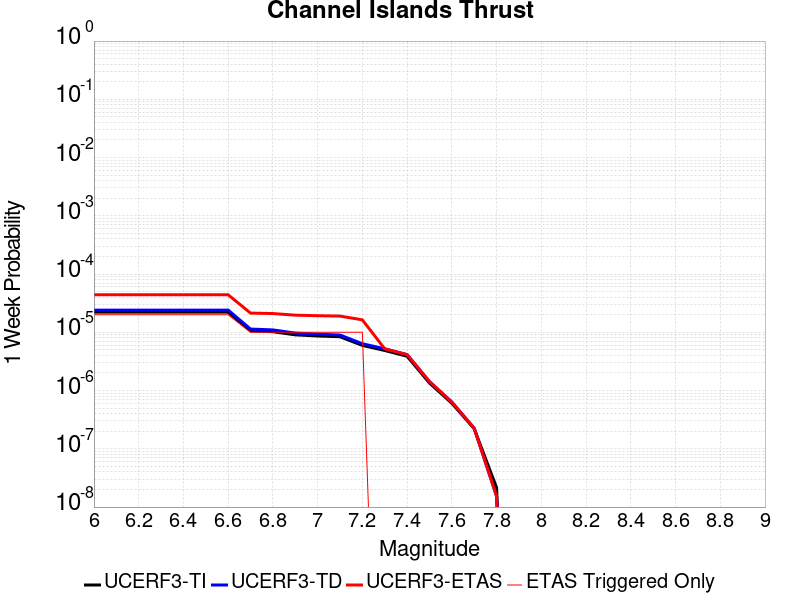 Channel Islands Thrust
10^0
10^-1
10^-2
10^-3
10^-4
10^-5
10^-6
10^-7
10^-8
1 Week Probability
6 6.2 6.4 6.6 6.8 7 7.2 7.4 7.6 7.8 8 8.2 8.4 8.6 8.8 9
Magnitude
UCERF3-TI UCERF3-TD UCERF3-ETAS ETAS Triggered Only